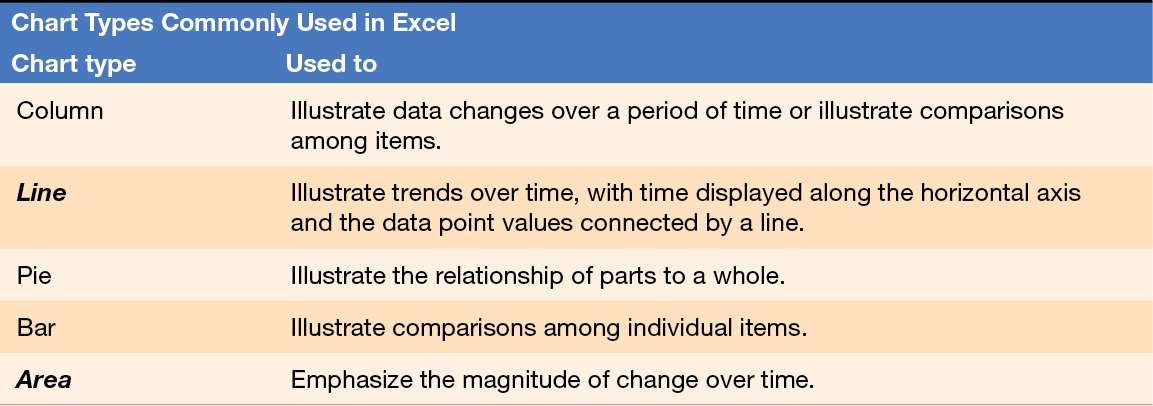 Chart Types Commonly Used in Excel
Chart type Used to
Column Illustrate data changes over a period of time or illustrate comparisons
among items.
Line Illustrate trends over time, with time displayed along the horizontal axis
and the data point values connected by a line.
Pie Illustrate the relationship of parts to a whole.
Bar Illustrate comparisons among individual items.
Area Emphasize the magnitude of change over time.